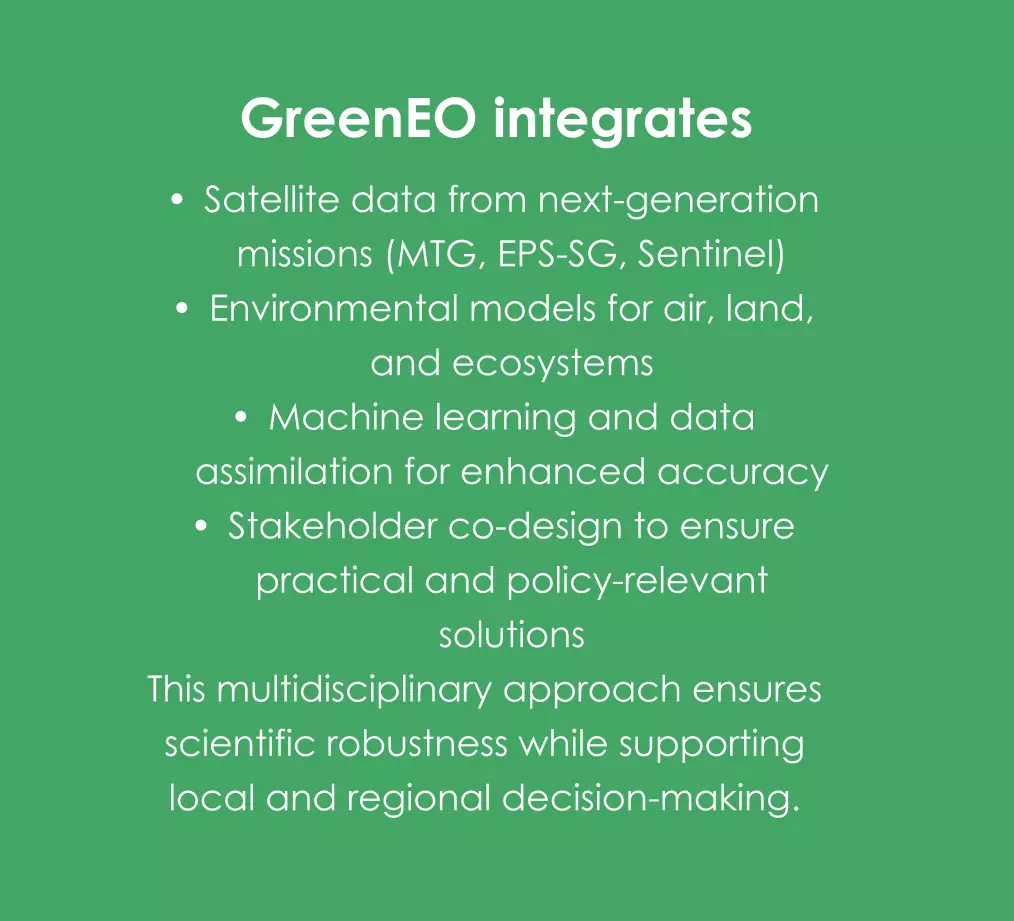 GreenEO integrates
• Satellite data from next-generation
missions (MTG, EPS-SG, Sentinel)
• Environmental models for air, land,
and ecosystems
• Machine learning and data
assimilation for enhanced accuracy
• Stakeholder co-design to ensure
practical and policy-relevant
solutions
This multidisciplinary approach ensures
scientific robustness while supporting
local and regional decision-making.